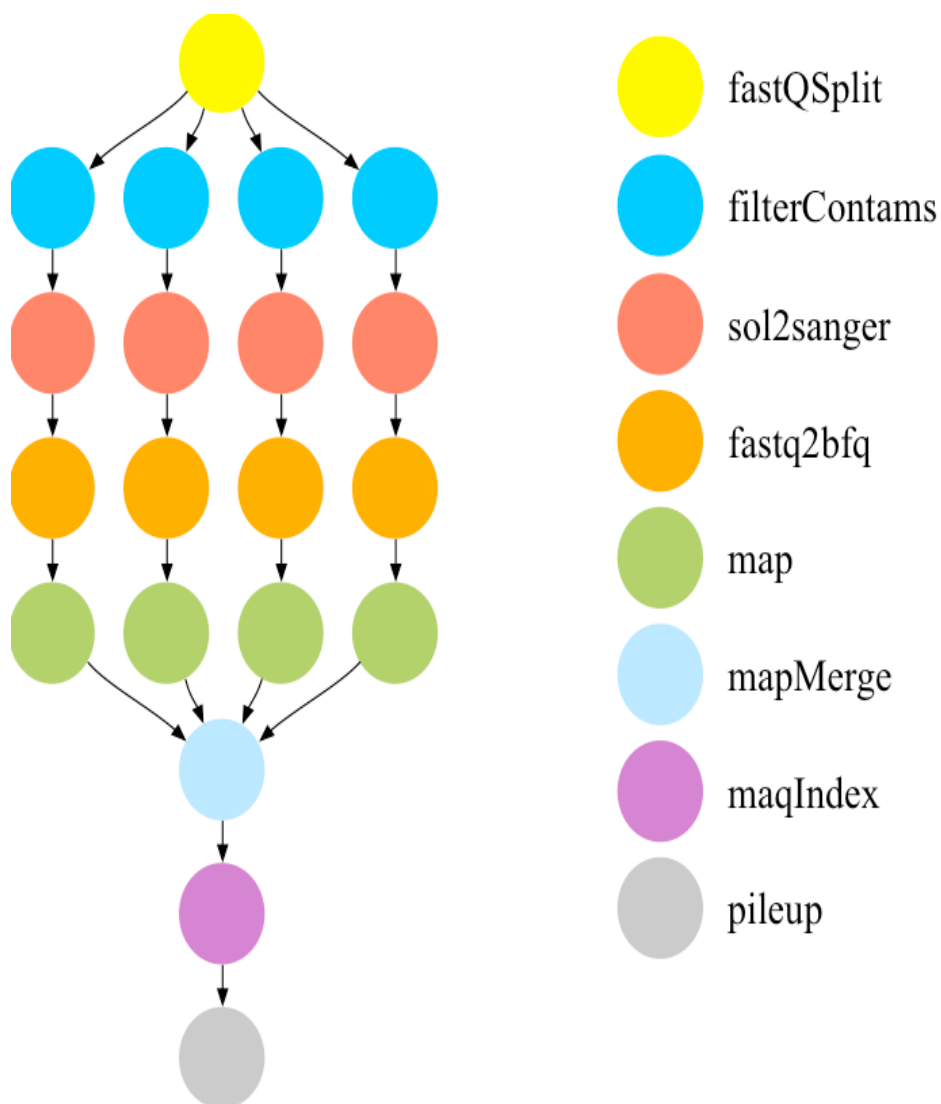 fastQSplit
filterContams
sol2sanger
fastq2bfq
map
mapMerge
maqIndex
pileup